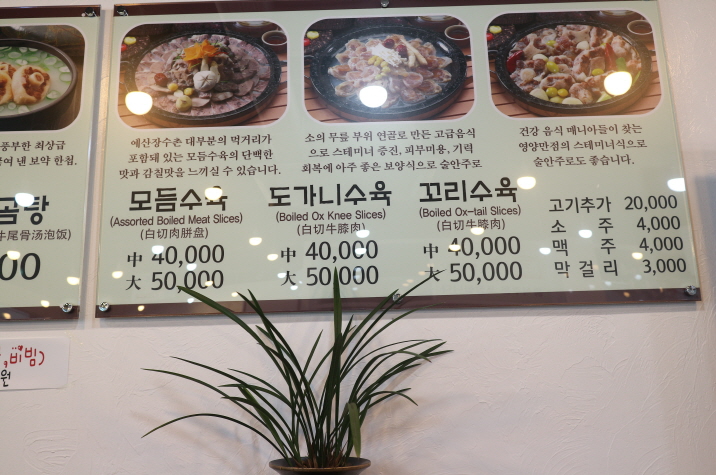 풍부한 최상급
여 낸 보약 한첨.
곰탕
牛尾骨汤泡饭)
00
,비빔)
원
예산장수촌 대부분의 먹거리가
포함돼 있는 모듬수육의 단백한
맛과 감칠맛을 느끼실 수 있습니다.
모듬수육
(Assorted Boiled Meat Slices)
(白切肉胼盘)
中 40,000
大 50,000
소의 무릎 부위 연골로 만든 고급음식
으로 스테미너 증진, 피부미용, 기력
회복에 아주 좋은 보양식으로 술안주로
도가니수육
(Boiled Ox Knee Slices)
(白切牛膝肉)
中 40,000
大 50,000
건강 음식 매니아들이 찾는
영양만점의 스테미너식으로
술안주로도 좋습니다.
꼬리수육
(Boiled Ox-tail Slices)
(白切牛膝肉)
中 40,000
大 50,000
고기추가 20,000
소 주 4,000
맥 주 4,000
막 걸 리 3,000